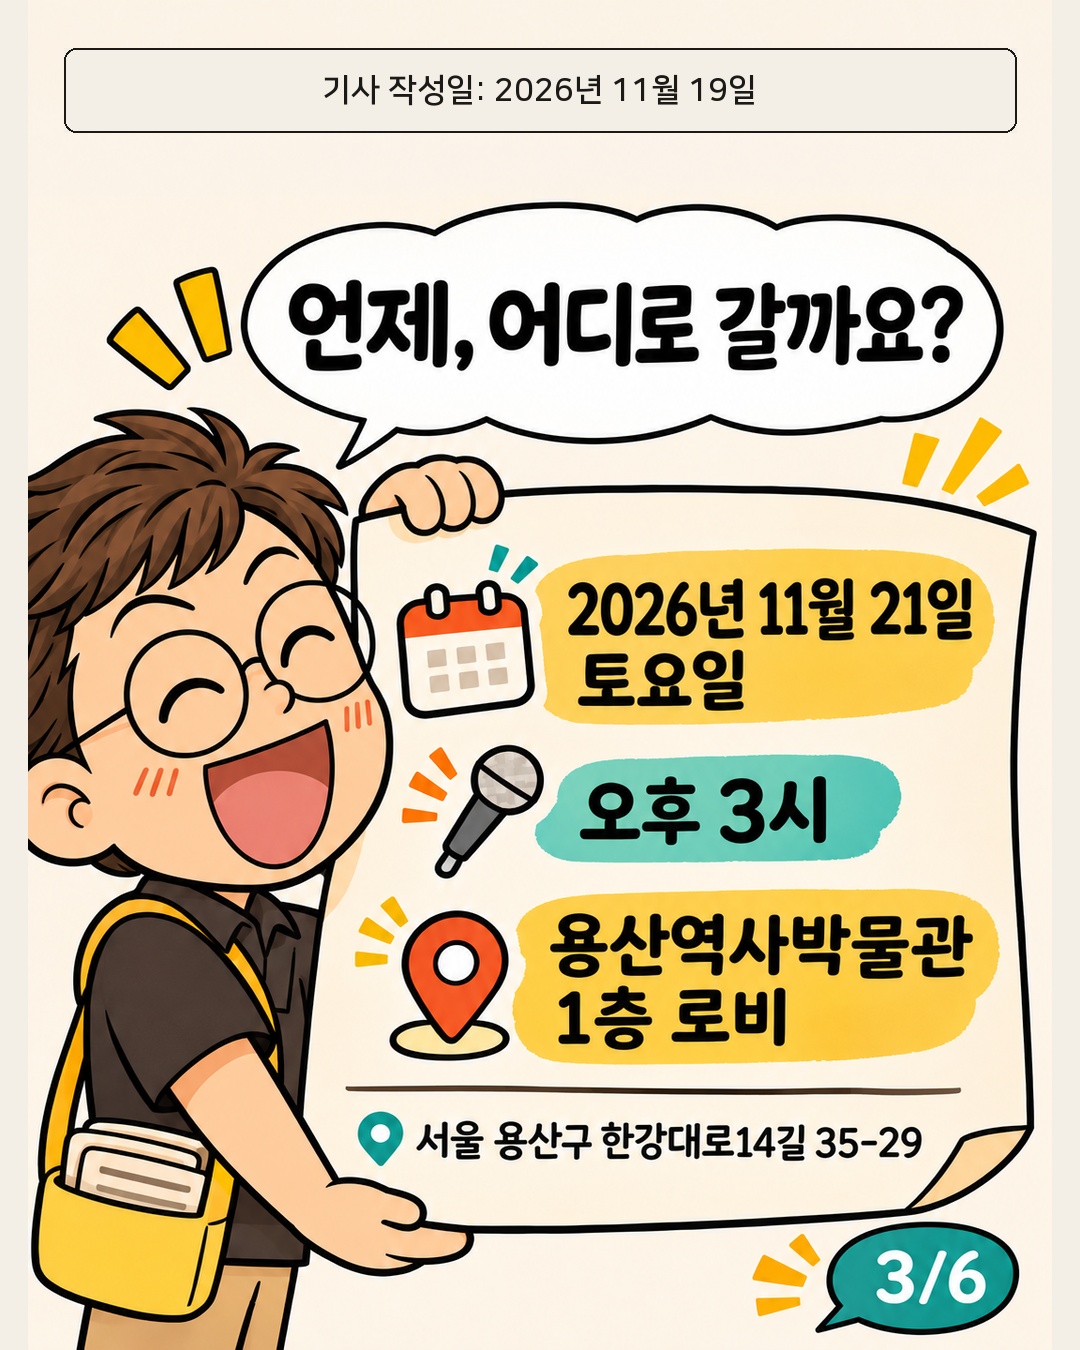 기사 작성일: 2026년 11월 19일
언제, 어디로 갈까요?
2026년 11월 21일
토요일
오후 3시
용산역사박물관
1층 로비
서울 용산구 한강대로14길 35-29
3/6